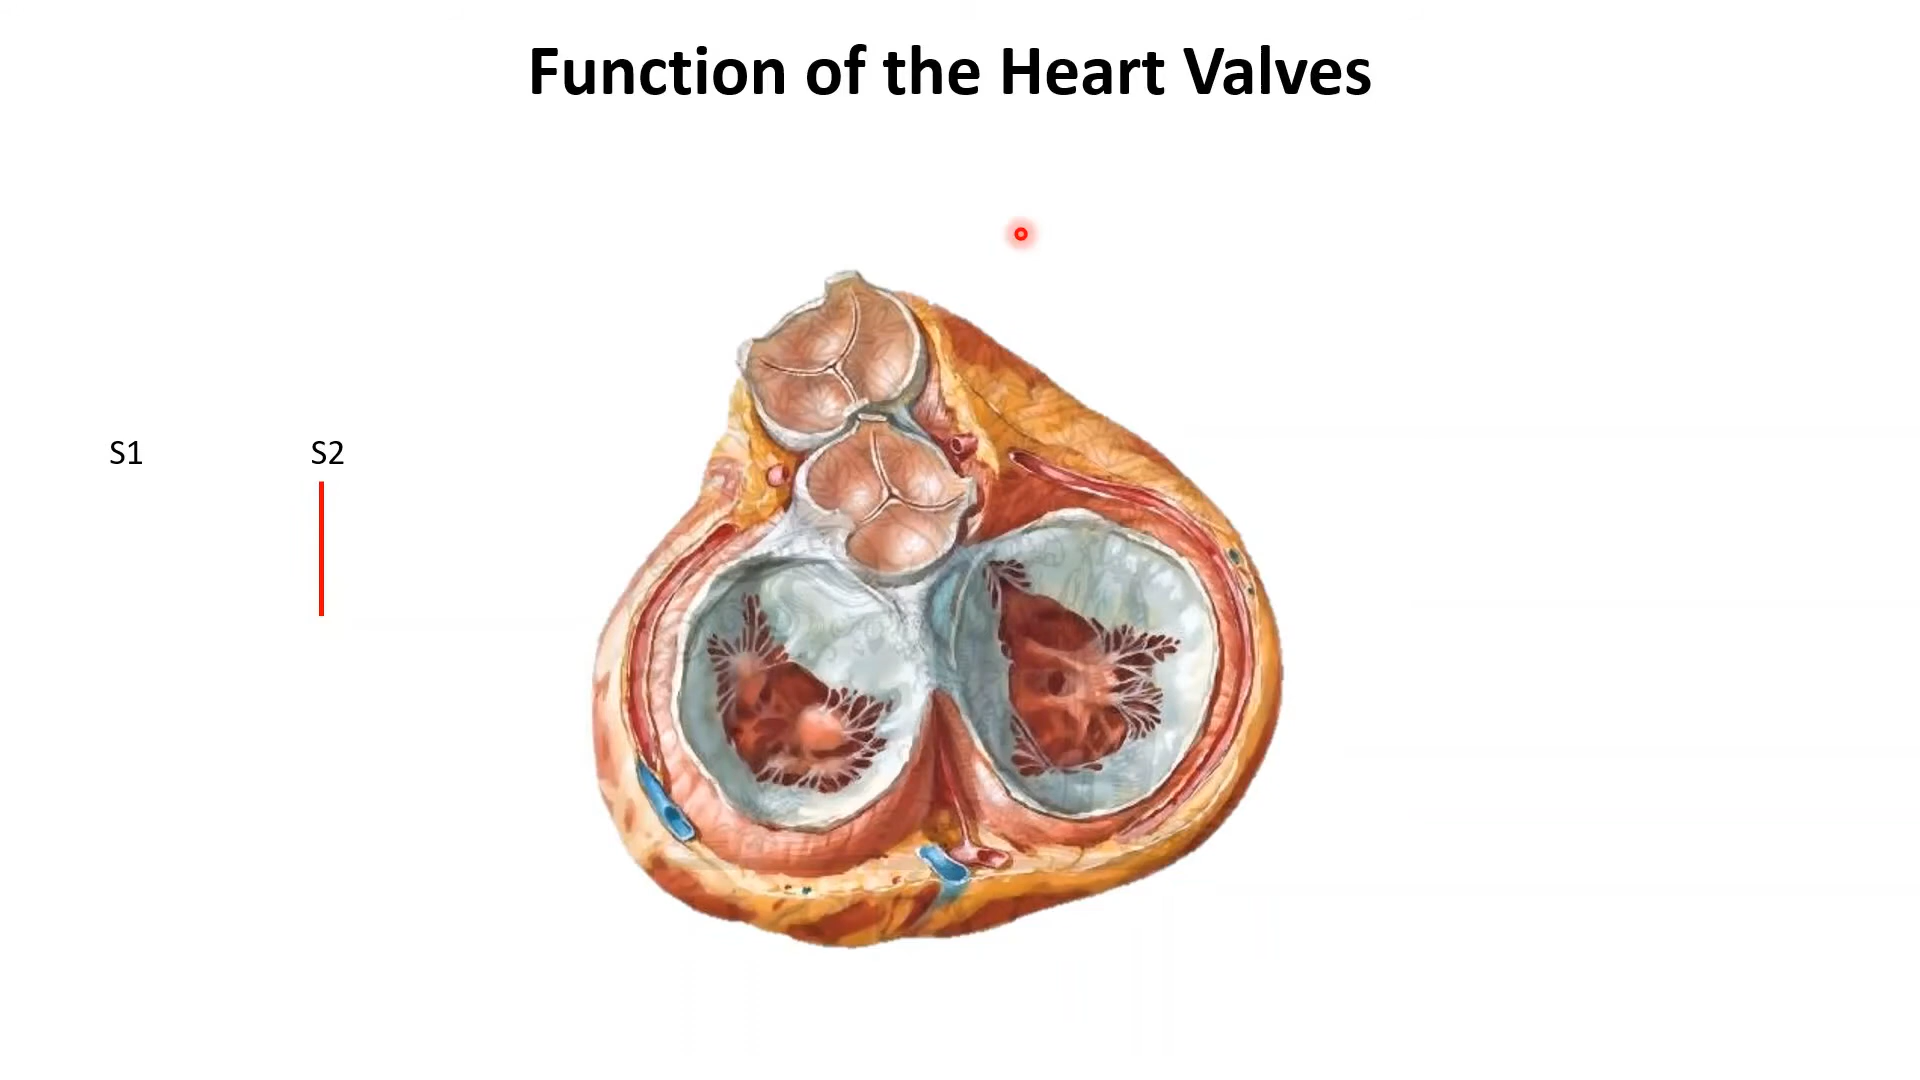 Function of the Heart Valves
S1 S2